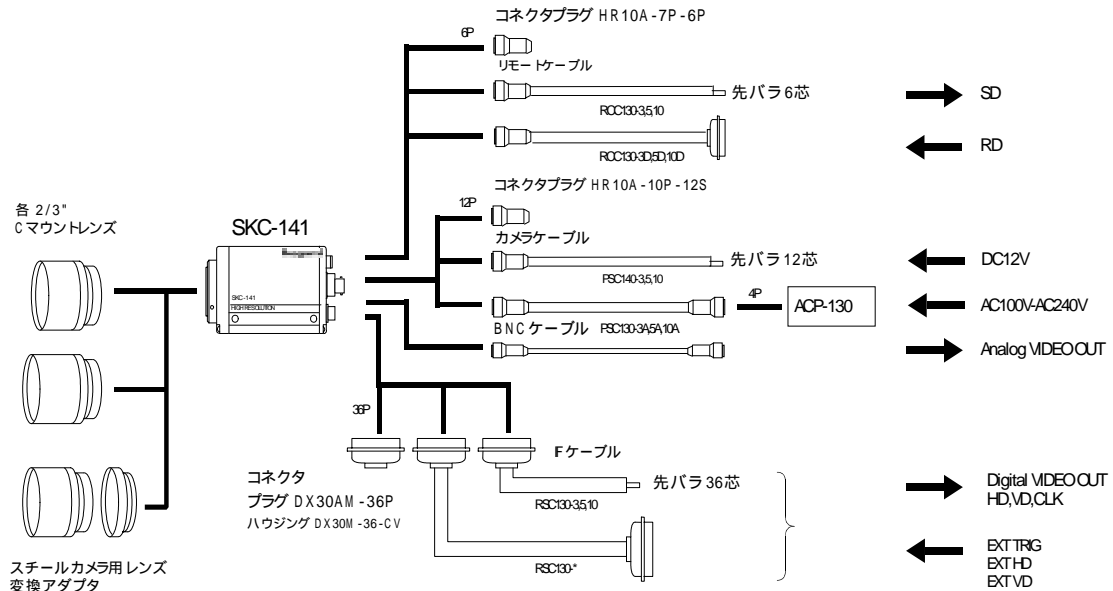 コネクタプラグ HR10A-7P-6P
6P
リモートケーブル
先バラ6芯
RCC130-3,5,10
SD
RCC130-3D,5D,10D
RD
コネクタプラグ HR10A-10P-12S
12P
カメラケーブル
先バラ12芯
PSC140-3,5,10
DC12V
4P
ACP-130
AC100V-AC240V
BNCケーブル
PSC130-3A,5A,10A
Analog VIDEO OUT
各 2/3"
Cマウントレンズ
SKC-141
SKC-141
HIGH RESOLUTION
36P
IFケーブル
コネクタ
プラグ DX30AM-36P
ハウジング DX30M-36-CV
先バラ36芯
RSC130-3,5,10
RSC130-*
Digital VIDEO OUT
HD,VD,CLK
EXT TRIG
EXT HD
EXT VD
スチールカメラ用レンズ
変換アダプタ